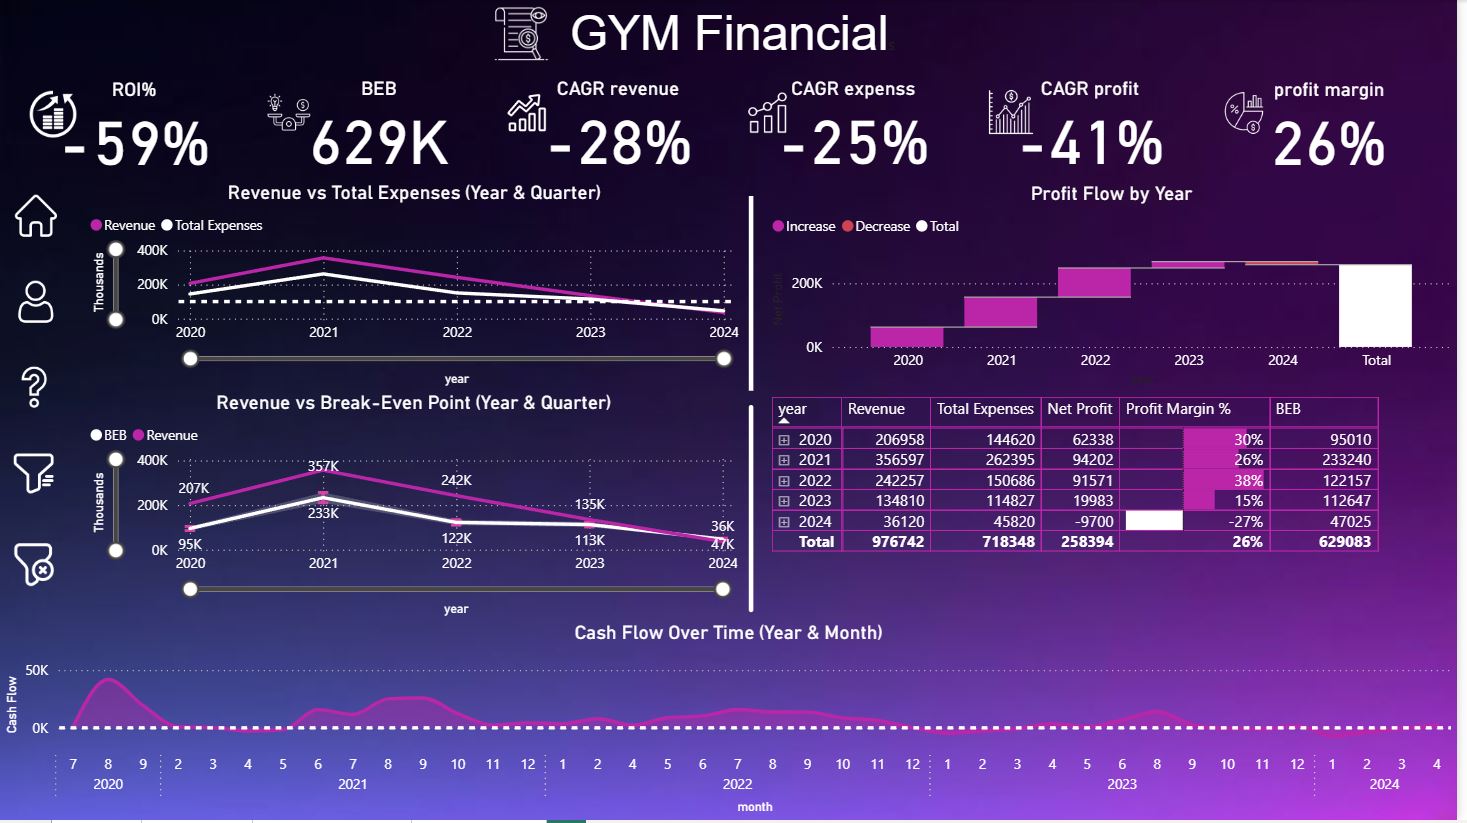 GYM Financials
ROI%
-59%
BEB
629K
CAGR revenue
-28%
CAGR expenss
-25%
CAGR profit
-41%
profit margin
26%
Revenue vs Total Expenses (Year & Quarter)
Revenue Total Expenses
Thousands
400K
200K
0K
2020 2021 2022 2023 2024
year
Profit Flow by Year
Increase Decrease Total
Net Profit
200K
0K
2020 2021 2022 2023 2024 Total
Revenue vs Break-Even Point (Year & Quarter)
BEB Revenue
Thousands
400K
200K
0K
207K 357K 242K 135K 36K
95K 233K 122K 113K 47K
2020 2021 2022 2023 2024
year
year Revenue Total Expenses Net Profit Profit Margin % BEB
2020 206958 144620 62338 30% 95010
2021 356597 262395 94202 26% 233240
2022 242257 150686 91571 38% 122157
2023 134810 114827 19983 15% 112647
2024 36120 45820 -9700 -27% 47025
Total 976742 718348 258394 26% 629083
Cash Flow Over Time (Year & Month)
Cash Flow
50K
0K
7 8 9 2 3 4 5 6 7 8 9 10 11 12 1 2 4 5 6 7 8 9 10 11 12 1 2 3 4 5 6 8 9 10 11 12 1 2 3 4
2020 2021 2022 2023 2024
month